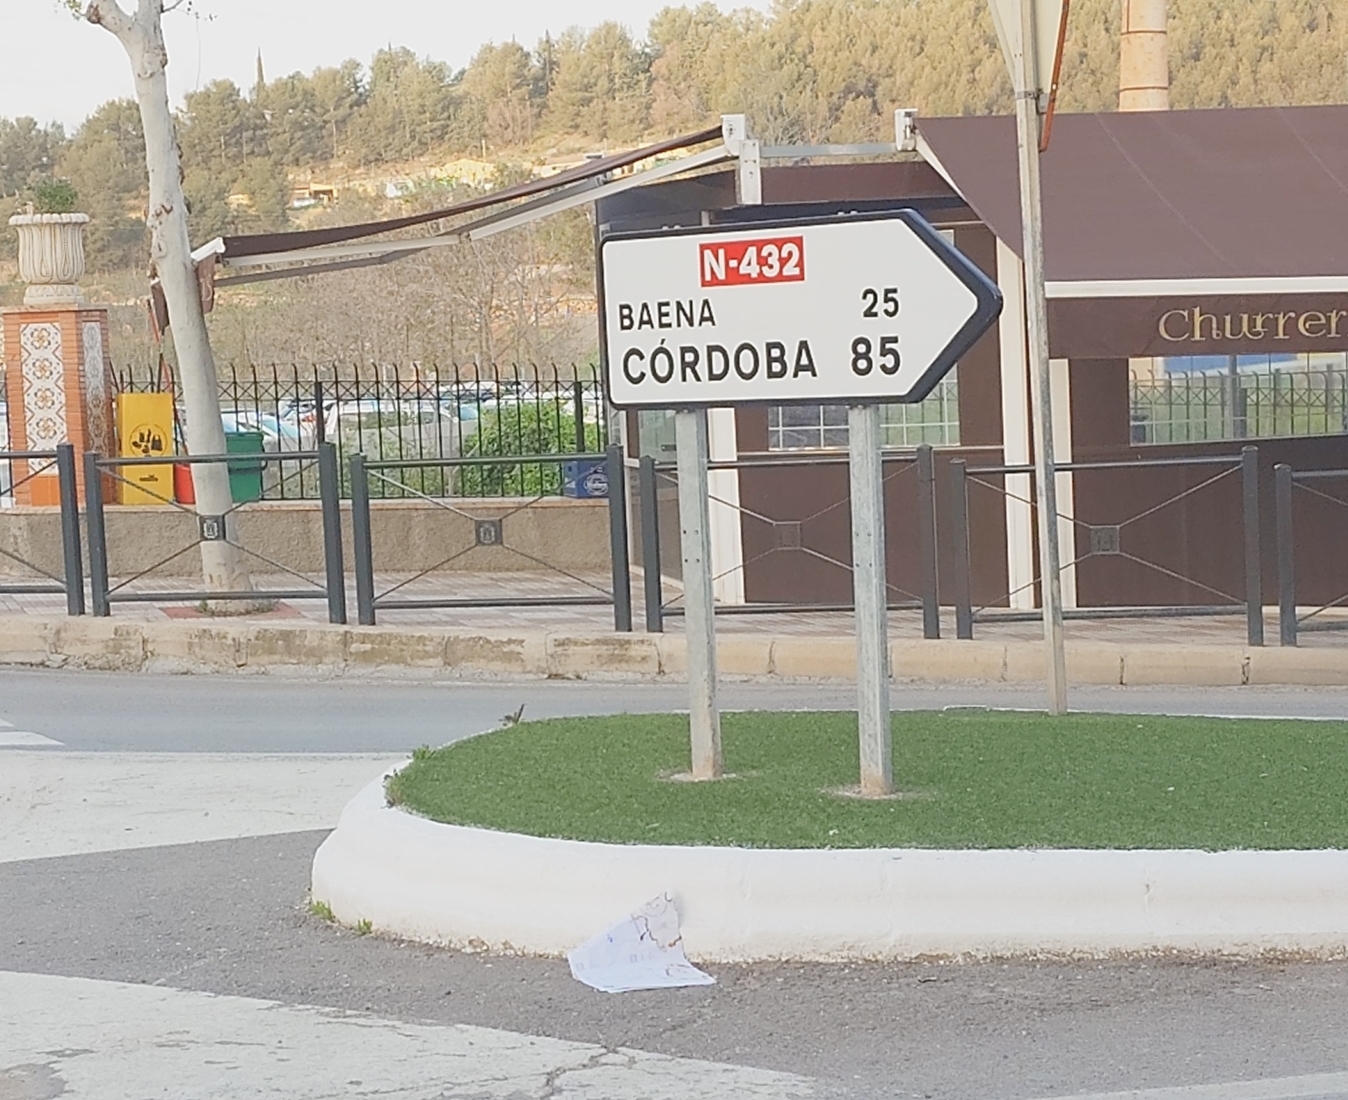 N-432
BAENA 25
CÓRDOBA 85
Churrer